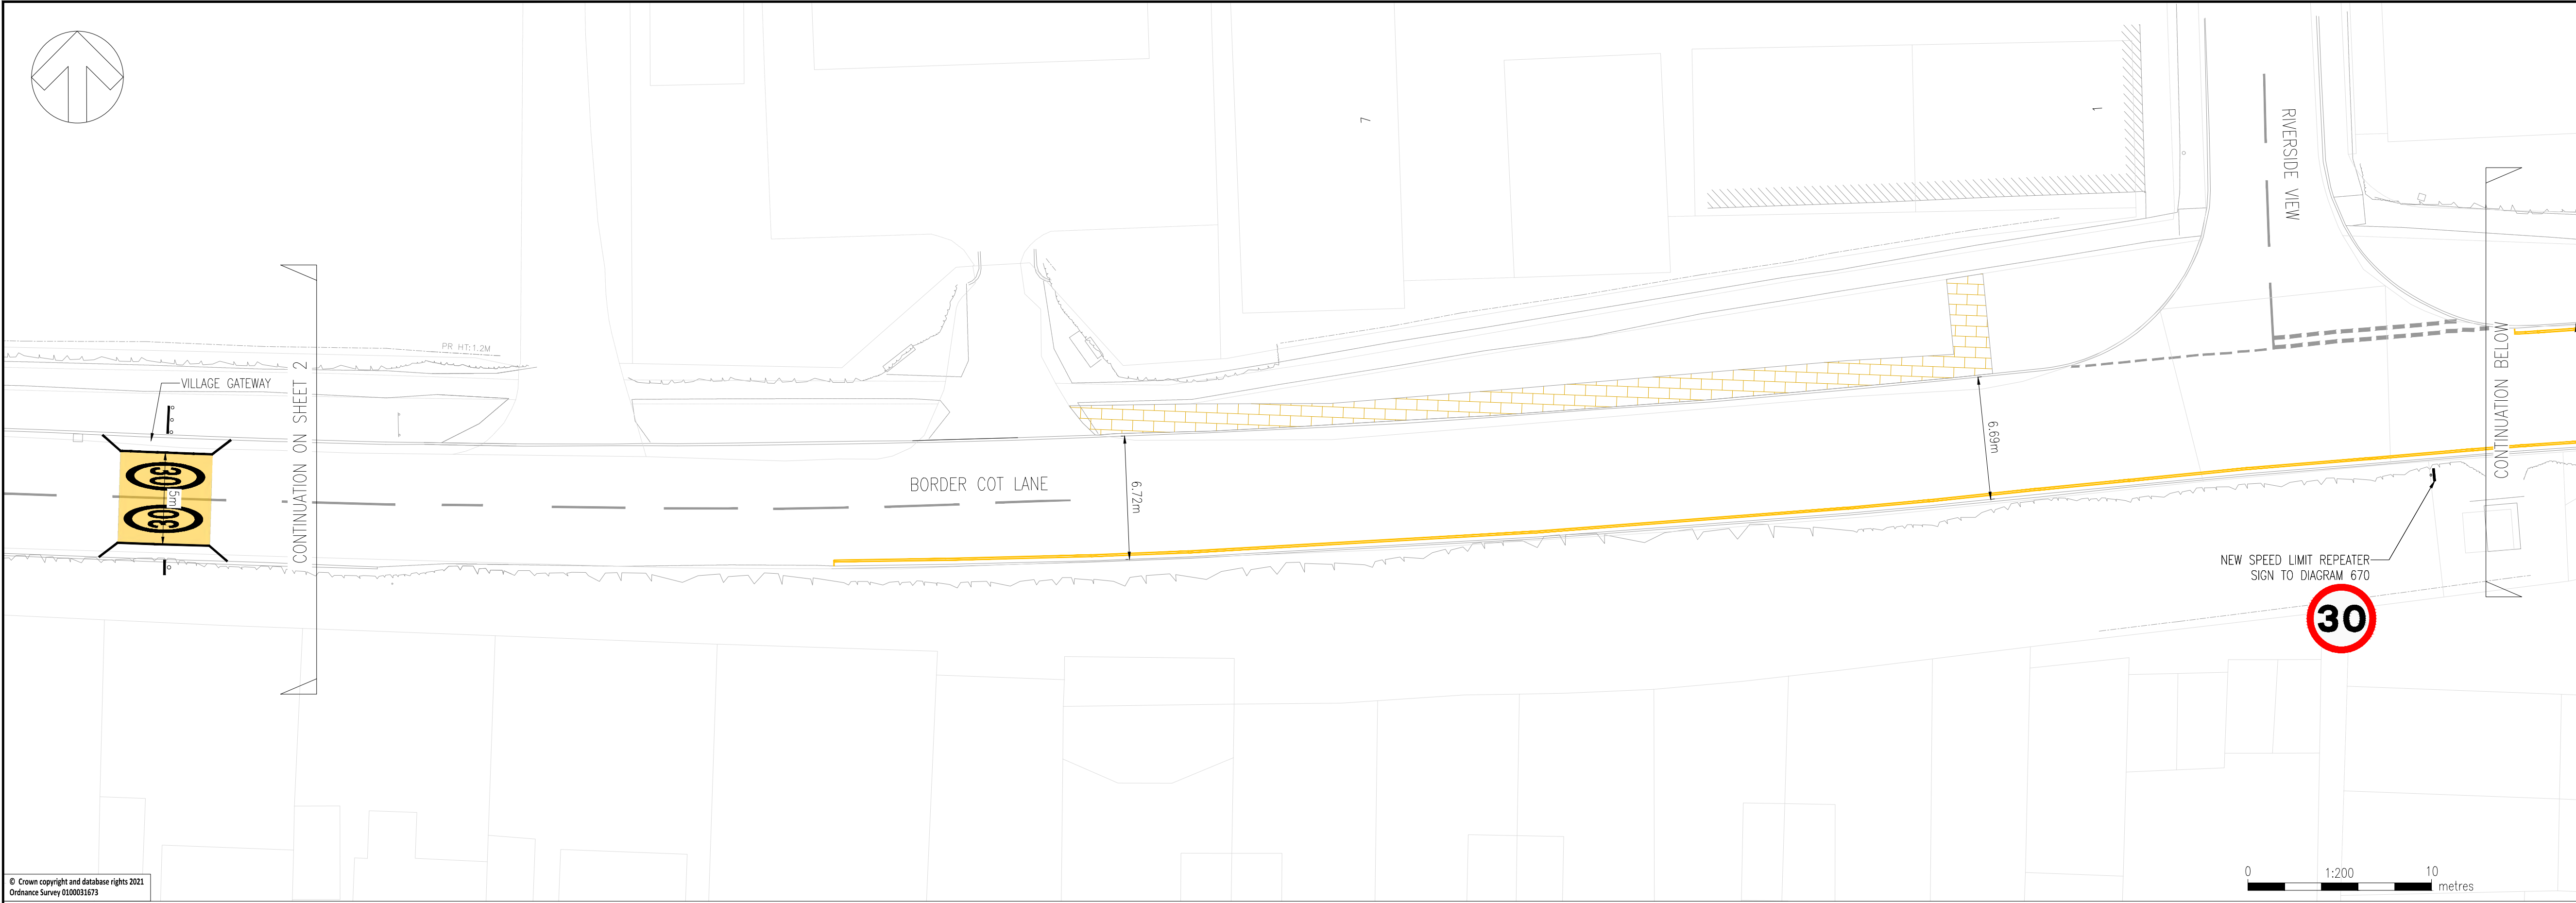 7
1
RIVERSIDE VIEW
PR HT:1.2M
VILLAGE GATEWAY
CONTINUATION ON SHEET 2
30
30
5m
BORDER COT LANE
6.72m
6.69m
CONTINUATION BELOW
NEW SPEED LIMIT REPEATER
SIGN TO DIAGRAM 670
30
© Crown copyright and database rights 2021
Ordnance Survey 0100031673
0 1:200 10
metres